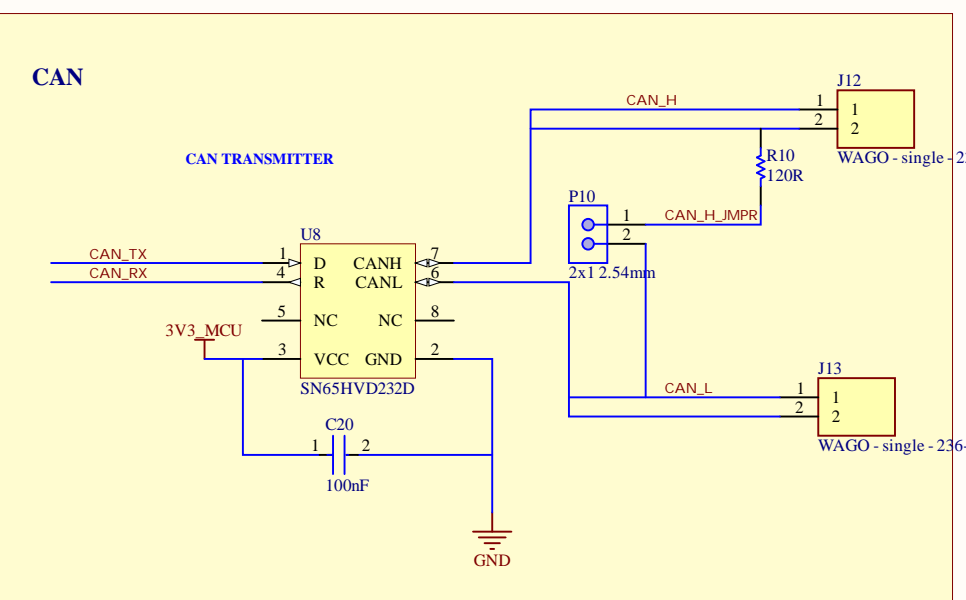 CAN
CAN TRANSMITTER
J12
CAN_H
1
1
2
2
WAGO - single - 2
R10
120R
P10
1
CAN_H_JMPR
2
2x1 2.54mm
U8
CAN_TX
1
D
CANH
7
CAN_RX
4
R
CANL
6
5
NC
NC
8
3V3_MCU
3
VCC
GND
2
SN65HVD232D
C20
1
2
100nF
GND
J13
CAN_L
1
1
2
2
WAGO - single - 236-